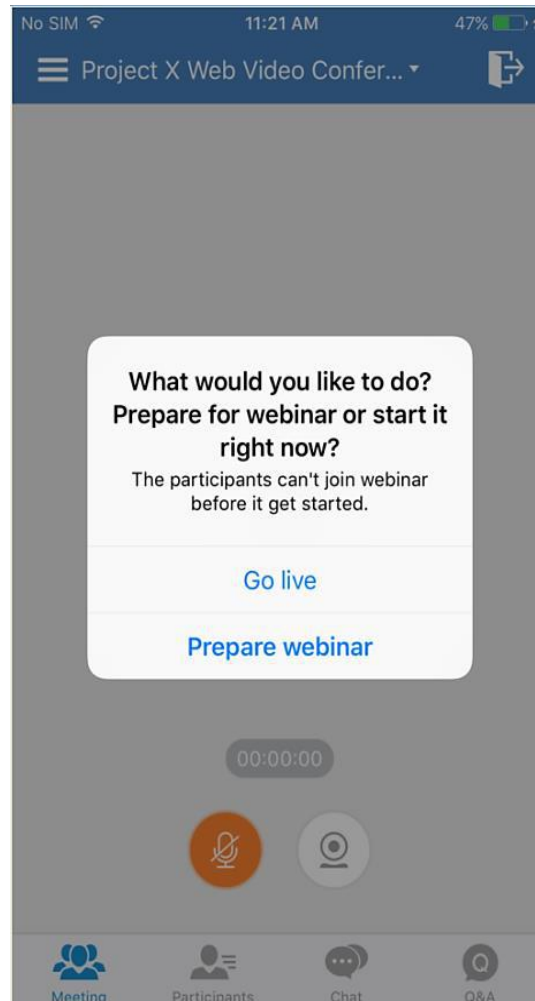 No SIM 11:21 AM 47%
Project X Web Video Confer...
What would you like to do?
Prepare for webinar or start it
right now?
The participants can't join webinar
before it get started.
Go live
Prepare webinar
00:00:00
Meeting Participants Chat Q&A